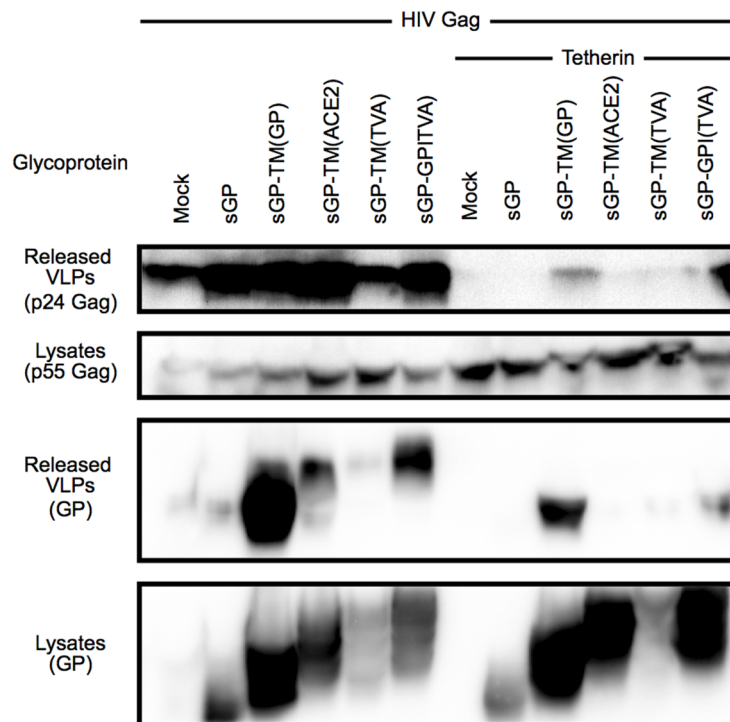 HIV Gag
Tetherin
Glycoprotein
Mock
sGP
sGP-TM(GP)
sGP-TM(ACE2)
sGP-TM(TVA)
sGP-GPITVA)
Mock
sGP
sGP-TM(GP)
sGP-TM(ACE2)
sGP-TM(TVA)
sGP-GPI(TVA)
Released
VLPs
(p24 Gag)
Lysates
(p55 Gag)
Released
VLPs
(GP)
Lysates
(GP)